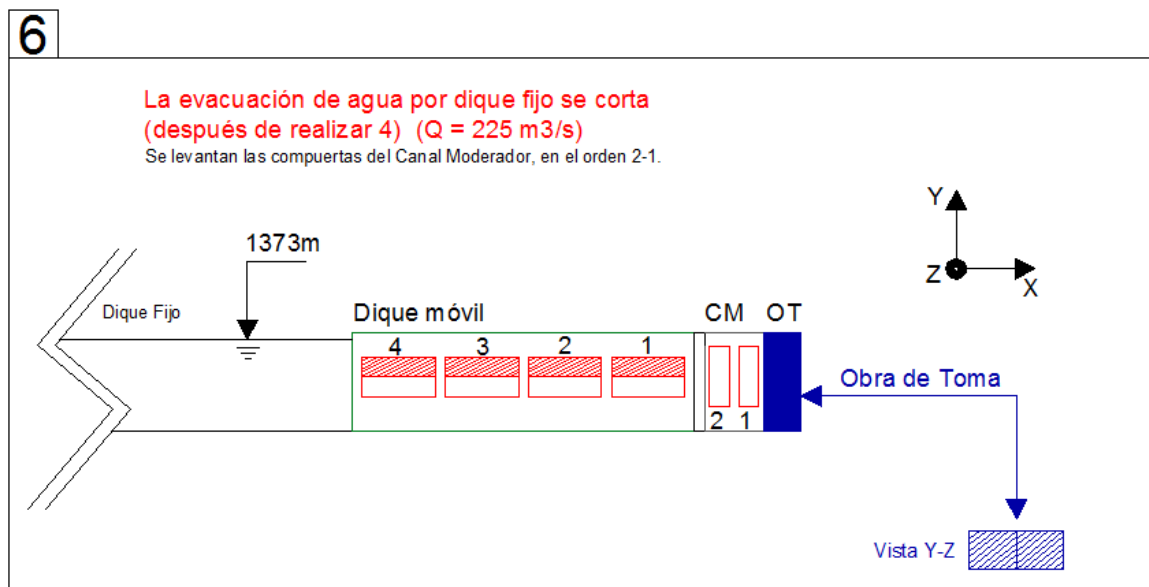 6
La evacuación de agua por dique fijo se corta
(después de realizar 4) (Q = 225 m3/s)
Se levantan las compuertas del Canal Moderador, en el orden 2-1.
Y
Z
X
1373m
Dique Fijo
Dique móvil
CM
OT
4
3
2
1
2
1
Obra de Toma
Vista Y-Z